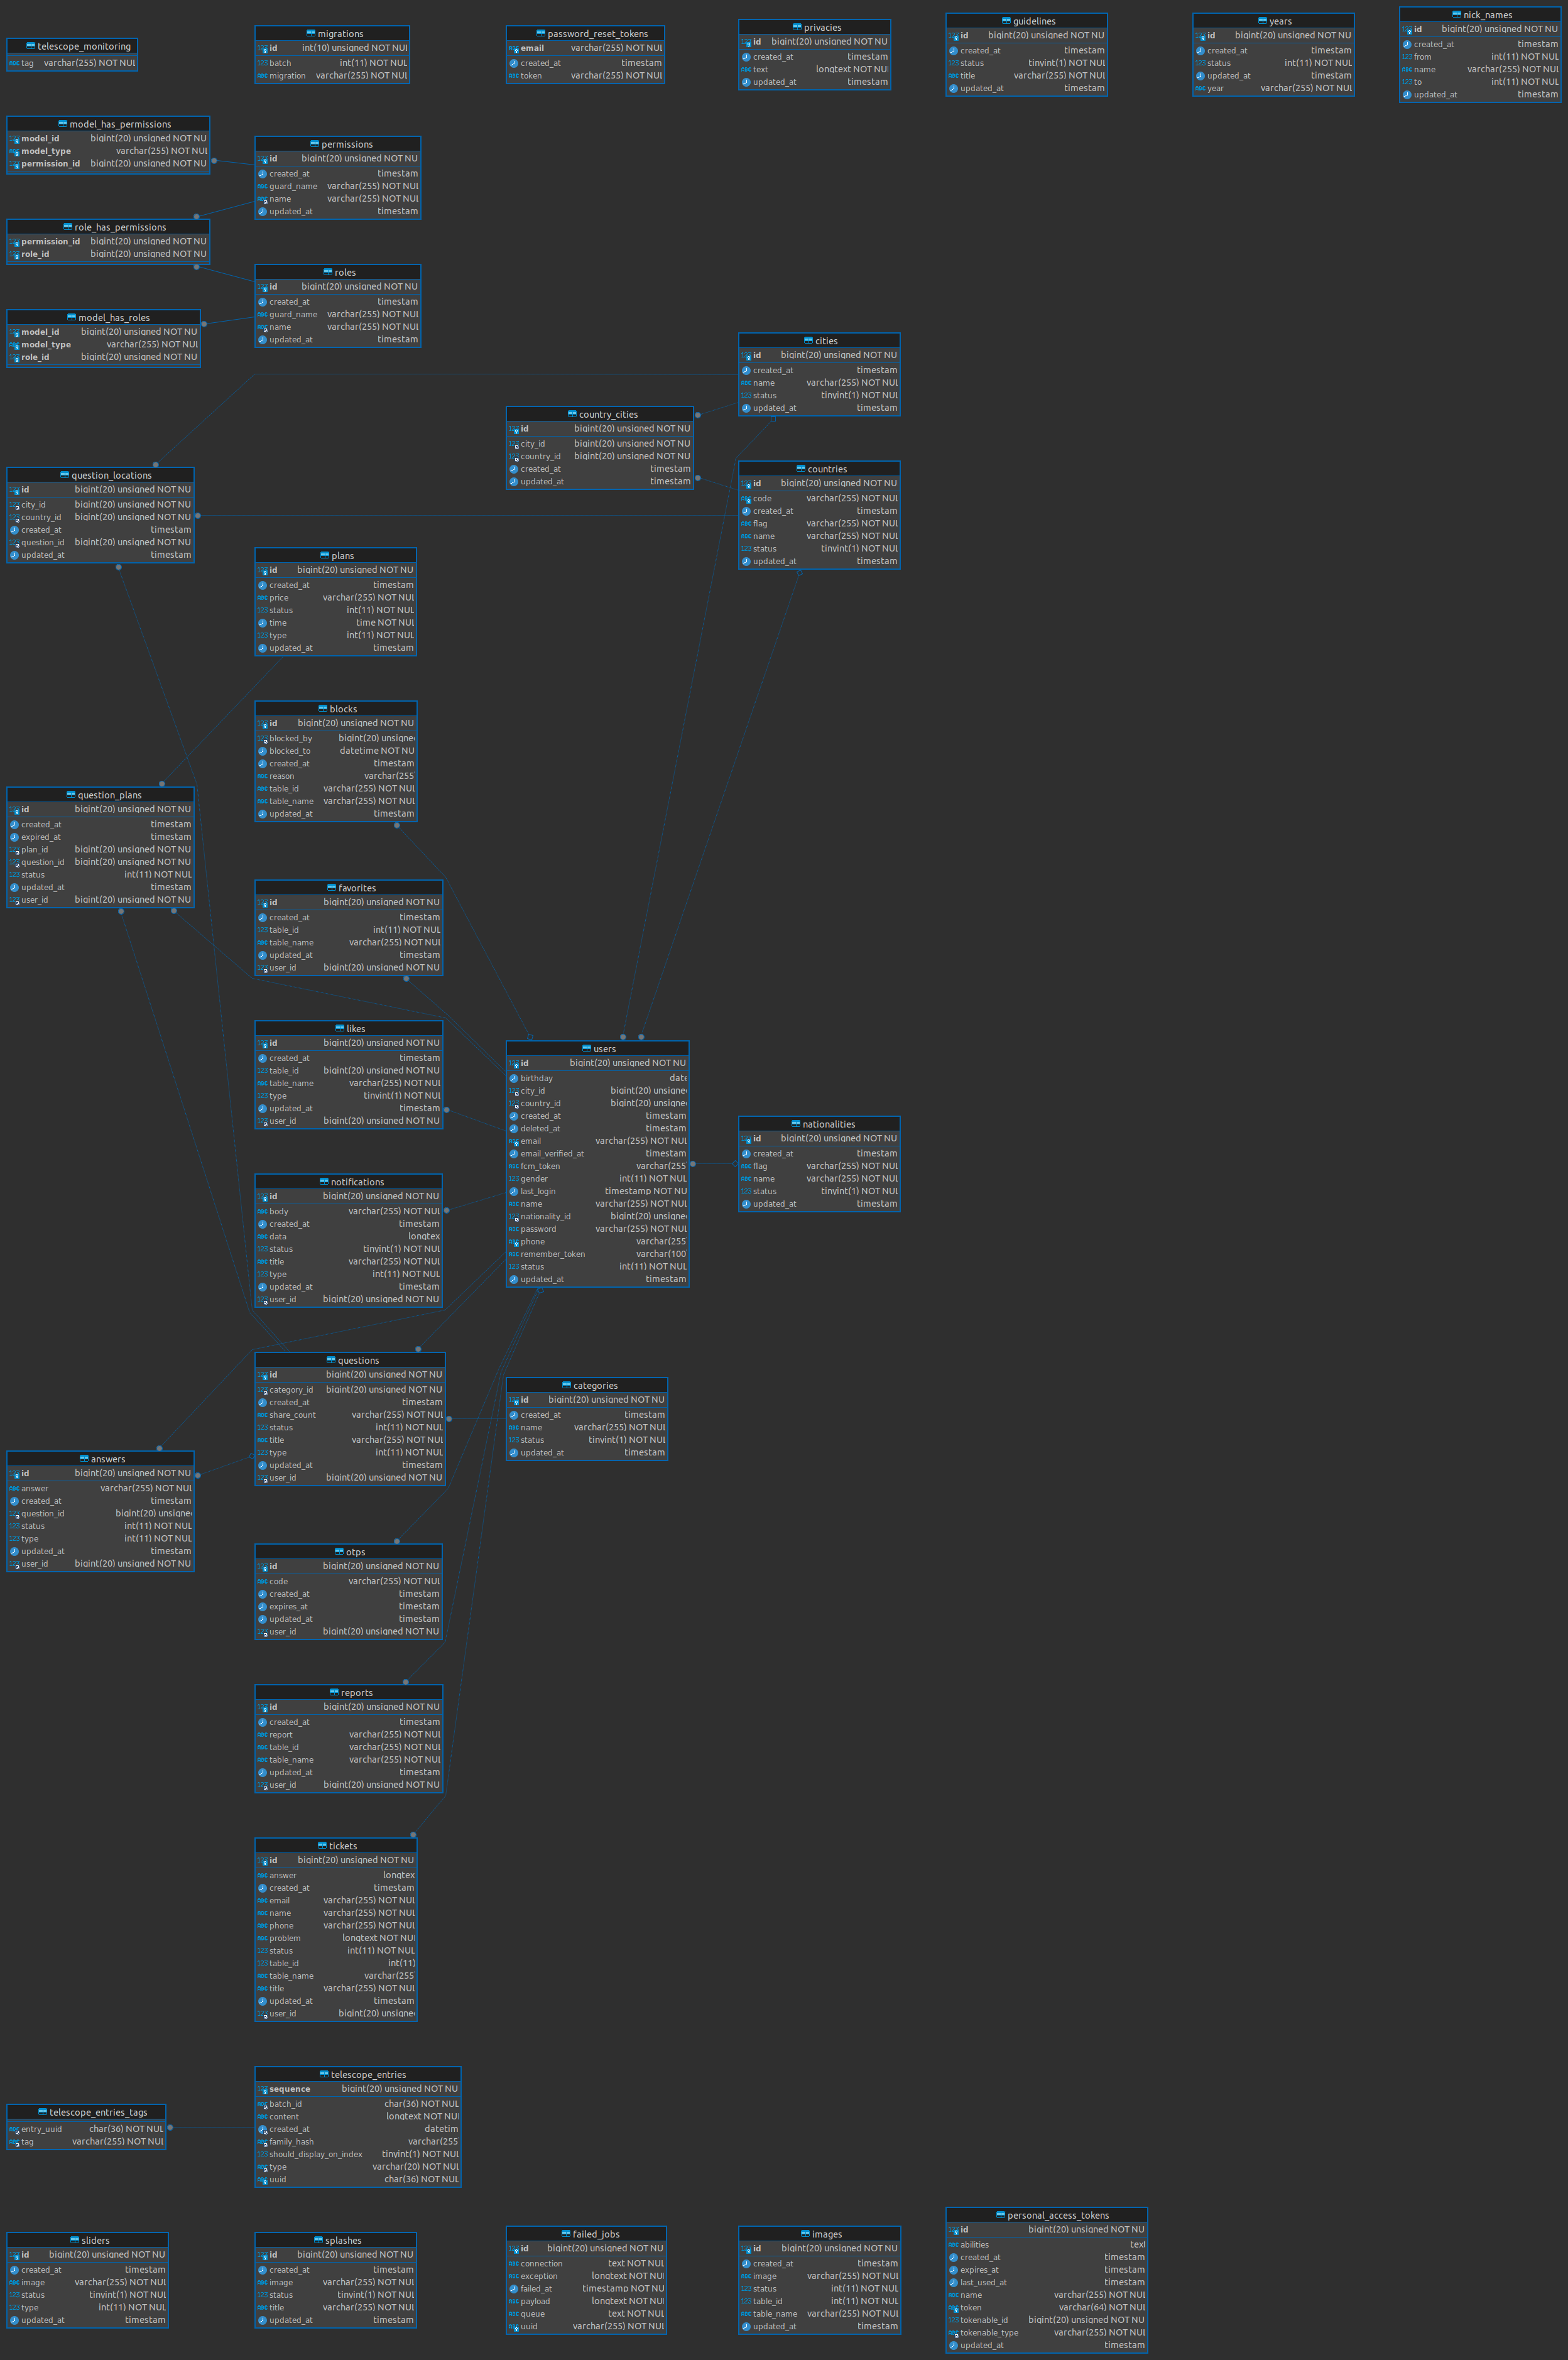 telescope_monitoring
tag varchar(255) NOT NUL
migrations
id int(10) unsigned NOT NUL
batch int(11) NOT NUL
migration varchar(255) NOT NUL
password_reset_tokens
email varchar(255) NOT NUL
created_at timestam
token varchar(255) NOT NUL
privacies
id bigint(20) unsigned NOT NU
created_at timestam
text longtext NOT NU
updated_at timestam
guidelines
id bigint(20) unsigned NOT NU
created_at timestam
status tinyint(1) NOT NUL
title varchar(255) NOT NUL
updated_at timestam
years
id bigint(20) unsigned NOT NU
created_at timestam
status int(11) NOT NUL
updated_at timestam
year varchar(255) NOT NUL
nick_names
id bigint(20) unsigned NOT NU
created_at timestam
from int(11) NOT NUL
name varchar(255) NOT NUL
to int(11) NOT NUL
updated_at timestam
model_has_permissions
model_id bigint(20) unsigned NOT NU
model_type varchar(255) NOT NUL
permission_id bigint(20) unsigned NOT NU
permissions
id bigint(20) unsigned NOT NU
created_at timestam
guard_name varchar(255) NOT NUL
name varchar(255) NOT NUL
updated_at timestam
role_has_permissions
permission_id bigint(20) unsigned NOT NU
role_id bigint(20) unsigned NOT NU
roles
id bigint(20) unsigned NOT NU
created_at timestam
guard_name varchar(255) NOT NUL
name varchar(255) NOT NUL
updated_at timestam
model_has_roles
model_id bigint(20) unsigned NOT NU
model_type varchar(255) NOT NUL
role_id bigint(20) unsigned NOT NU
cities
id bigint(20) unsigned NOT NU
created_at timestam
name varchar(255) NOT NUL
status tinyint(1) NOT NUL
updated_at timestam
country_cities
id bigint(20) unsigned NOT NU
city_id bigint(20) unsigned NOT NU
country_id bigint(20) unsigned NOT NU
created_at timestam
updated_at timestam
countries
id bigint(20) unsigned NOT NU
code varchar(255) NOT NUL
created_at timestam
flag varchar(255) NOT NUL
name varchar(255) NOT NUL
status tinyint(1) NOT NUL
updated_at timestam
question_locations
id bigint(20) unsigned NOT NU
city_id bigint(20) unsigned NOT NU
country_id bigint(20) unsigned NOT NU
created_at timestam
question_id bigint(20) unsigned NOT NU
updated_at timestam
plans
id bigint(20) unsigned NOT NU
created_at timestam
price varchar(255) NOT NUL
status int(11) NOT NUL
time time NOT NUL
type int(11) NOT NUL
updated_at timestam
blocks
id bigint(20) unsigned NOT NU
blocked_by bigint(20) unsigne
blocked_to datetime NOT NU
created_at timestam
reason varchar(255
table_id varchar(255) NOT NUL
table_name varchar(255) NOT NUL
updated_at timestam
question_plans
id bigint(20) unsigned NOT NU
created_at timestam
expired_at timestam
plan_id bigint(20) unsigned NOT NU
question_id bigint(20) unsigned NOT NU
status int(11) NOT NUL
updated_at timestam
user_id bigint(20) unsigned NOT NU
favorites
id bigint(20) unsigned NOT NU
created_at timestam
table_id int(11) NOT NUL
table_name varchar(255) NOT NUL
updated_at timestam
user_id bigint(20) unsigned NOT NU
likes
id bigint(20) unsigned NOT NU
created_at timestam
table_id bigint(20) unsigned NOT NU
table_name varchar(255) NOT NUL
type tinyint(1) NOT NUL
updated_at timestam
user_id bigint(20) unsigned NOT NU
users
id bigint(20) unsigned NOT NU
birthday date
city_id bigint(20) unsigne
country_id bigint(20) unsigne
created_at timestam
deleted_at timestam
email varchar(255) NOT NUL
email_verified_at timestam
fcm_token varchar(255
gender int(11) NOT NUL
last_login timestamp NOT NU
name varchar(255) NOT NUL
nationality_id bigint(20) unsigne
password varchar(255) NOT NUL
phone varchar(255
remember_token varchar(100
status int(11) NOT NUL
updated_at timestam
nationalities
id bigint(20) unsigned NOT NU
created_at timestam
flag varchar(255) NOT NUL
name varchar(255) NOT NUL
status tinyint(1) NOT NUL
updated_at timestam
notifications
id bigint(20) unsigned NOT NU
body varchar(255) NOT NUL
created_at timestam
data longtex
status tinyint(1) NOT NUL
title varchar(255) NOT NUL
type int(11) NOT NUL
updated_at timestam
user_id bigint(20) unsigned NOT NU
questions
id bigint(20) unsigned NOT NU
category_id bigint(20) unsigned NOT NU
created_at timestam
share_count varchar(255) NOT NUL
status int(11) NOT NUL
title varchar(255) NOT NUL
type int(11) NOT NUL
updated_at timestam
user_id bigint(20) unsigned NOT NU
categories
id bigint(20) unsigned NOT NU
created_at timestam
name varchar(255) NOT NUL
status tinyint(1) NOT NUL
updated_at timestam
answers
id bigint(20) unsigned NOT NU
answer varchar(255) NOT NUL
created_at timestam
question_id bigint(20) unsigne
status int(11) NOT NUL
type int(11) NOT NUL
updated_at timestam
user_id bigint(20) unsigned NOT NU
otps
id bigint(20) unsigned NOT NU
code varchar(255) NOT NUL
created_at timestam
expires_at timestam
updated_at timestam
user_id bigint(20) unsigned NOT NU
reports
id bigint(20) unsigned NOT NU
created_at timestam
report varchar(255) NOT NUL
table_id varchar(255) NOT NUL
table_name varchar(255) NOT NUL
updated_at timestam
user_id bigint(20) unsigned NOT NU
tickets
id bigint(20) unsigned NOT NU
answer longtex
created_at timestam
email varchar(255) NOT NUL
name varchar(255) NOT NUL
phone varchar(255) NOT NUL
problem longtext NOT NU
status int(11) NOT NUL
table_id int(11)
table_name varchar(255
title varchar(255) NOT NUL
updated_at timestam
user_id bigint(20) unsigne
telescope_entries
sequence bigint(20) unsigned NOT NU
batch_id char(36) NOT NUL
content longtext NOT NU
created_at datetim
family_hash varchar(255
should_display_on_index tinyint(1) NOT NUL
type varchar(20) NOT NUL
uuid char(36) NOT NUL
telescope_entries_tags
entry_uuid char(36) NOT NUL
tag varchar(255) NOT NUL
sliders
id bigint(20) unsigned NOT NU
created_at timestam
image varchar(255) NOT NUL
status tinyint(1) NOT NUL
type int(11) NOT NUL
updated_at timestam
splashes
id bigint(20) unsigned NOT NU
created_at timestam
image varchar(255) NOT NUL
status tinyint(1) NOT NUL
title varchar(255) NOT NUL
updated_at timestam
failed_jobs
id bigint(20) unsigned NOT NU
connection text NOT NUL
exception longtext NOT NU
failed_at timestamp NOT NU
payload longtext NOT NU
queue text NOT NUL
uuid varchar(255) NOT NUL
images
id bigint(20) unsigned NOT NU
created_at timestam
image varchar(255) NOT NUL
status int(11) NOT NUL
table_id int(11) NOT NUL
table_name varchar(255) NOT NUL
updated_at timestam
personal_access_tokens
id bigint(20) unsigned NOT NU
abilities text
created_at timestam
expires_at timestam
last_used_at timestam
name varchar(255) NOT NUL
token varchar(64) NOT NUL
tokenable_id bigint(20) unsigned NOT NU
tokenable_type varchar(255) NOT NUL
updated_at timestam